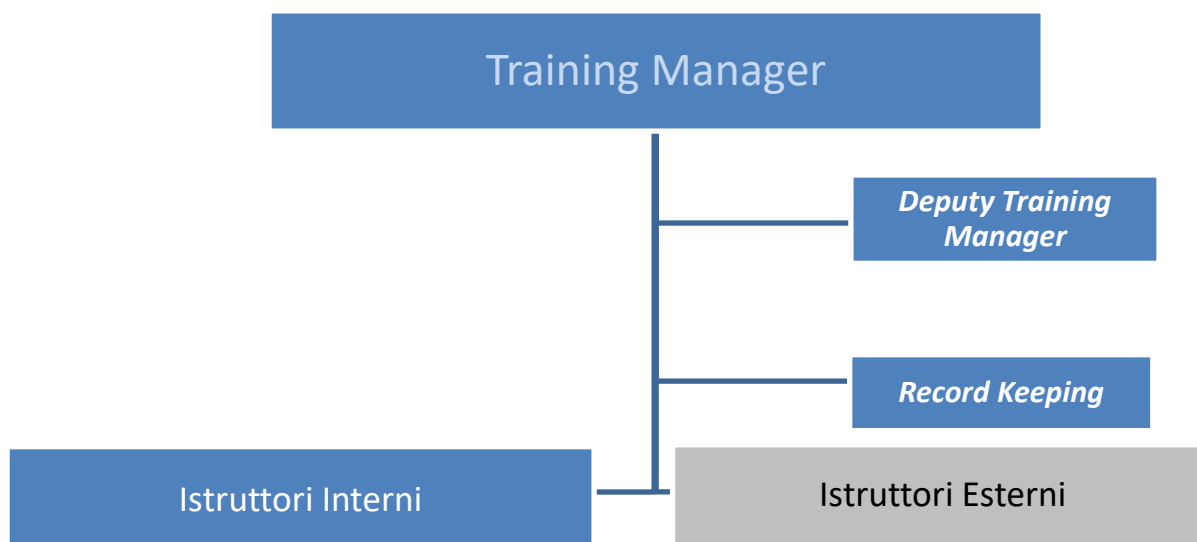 Training Manager
Deputy Training
Manager
Record Keeping
Istruttori Interni
Istruttori Esterni